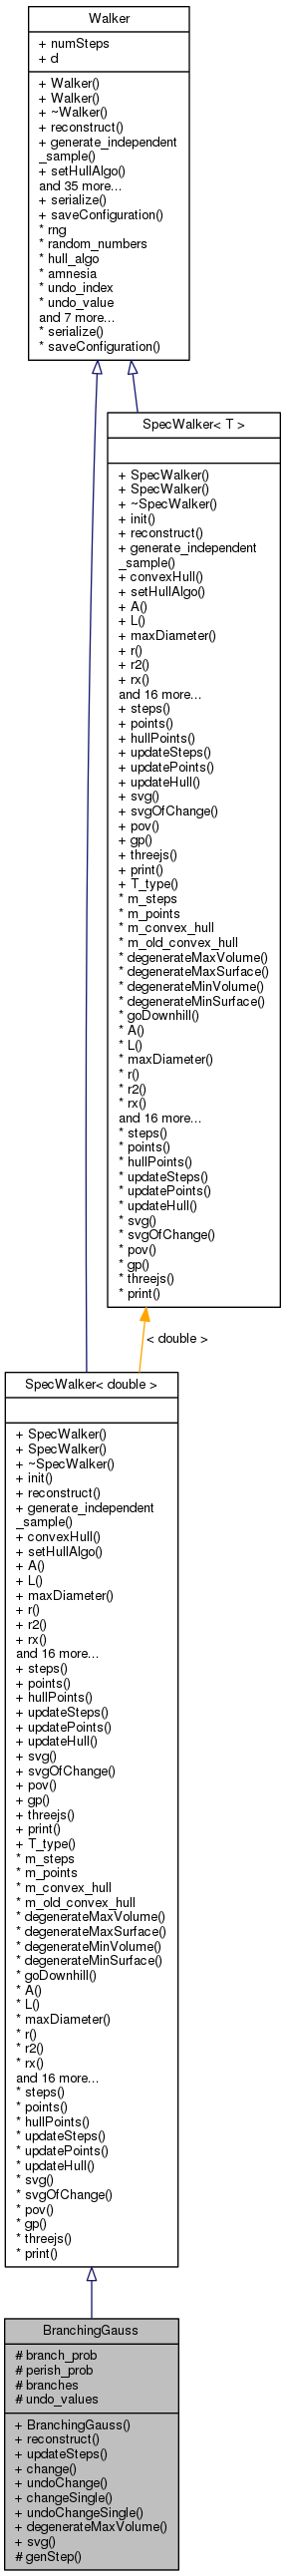 Walker
+ numSteps
+ d
+ Walker()
+ Walker()
+ ~Walker()
+ reconstruct()
+ generate_independent
_sample()
+ setHullAlgo()
and 35 more...
+ serialize()
+ saveConfiguration()
* rng
* random_numbers
* hull_algo
* amnesia
* undo_index
* undo_value
and 7 more...
* serialize()
* saveConfiguration()
SpecWalker< T >
+ SpecWalker()
+ SpecWalker()
+ ~SpecWalker()
+ init()
+ reconstruct()
+ generate_independent
_sample()
+ convexHull()
+ setHullAlgo()
+ A()
+ L()
+ maxDiameter()
+ r()
+ r2()
+ rx()
and 16 more...
+ steps()
+ points()
+ hullPoints()
+ updateSteps()
+ updatePoints()
+ updateHull()
+ svg()
+ svgOfChange()
+ pov()
+ gp()
+ threejs()
+ print()
+ T_type()
* m_steps
* m_points
* m_convex_hull
* m_old_convex_hull
* degenerateMaxVolume()
* degenerateMaxSurface()
* degenerateMinVolume()
* degenerateMinSurface()
* goDownhill()
* A()
* L()
* maxDiameter()
* r()
* r2()
* rx()
and 16 more...
* steps()
* points()
* hullPoints()
* updateSteps()
* updatePoints()
* updateHull()
* svg()
* svgOfChange()
* pov()
* gp()
* threejs()
* print()
< double >
SpecWalker< double >
+ SpecWalker()
+ SpecWalker()
+ ~SpecWalker()
+ init()
+ reconstruct()
+ generate_independent
_sample()
+ convexHull()
+ setHullAlgo()
+ A()
+ L()
+ maxDiameter()
+ r()
+ r2()
+ rx()
and 16 more...
+ steps()
+ points()
+ hullPoints()
+ updateSteps()
+ updatePoints()
+ updateHull()
+ svg()
+ svgOfChange()
+ pov()
+ gp()
+ threejs()
+ print()
+ T_type()
* m_steps
* m_points
* m_convex_hull
* m_old_convex_hull
* degenerateMaxVolume()
* degenerateMaxSurface()
* degenerateMinVolume()
* degenerateMinSurface()
* goDownhill()
* A()
* L()
* maxDiameter()
* r()
* r2()
* rx()
and 16 more...
* steps()
* points()
* hullPoints()
* updateSteps()
* updatePoints()
* updateHull()
* svg()
* svgOfChange()
* pov()
* gp()
* threejs()
* print()
BranchingGauss
# branch_prob
# perish_prob
# branches
# undo_values
+ BranchingGauss()
+ reconstruct()
+ updateSteps()
+ change()
+ undoChange()
+ changeSingle()
+ undoChangeSingle()
+ degenerateMaxVolume()
+ svg()
# genStep()